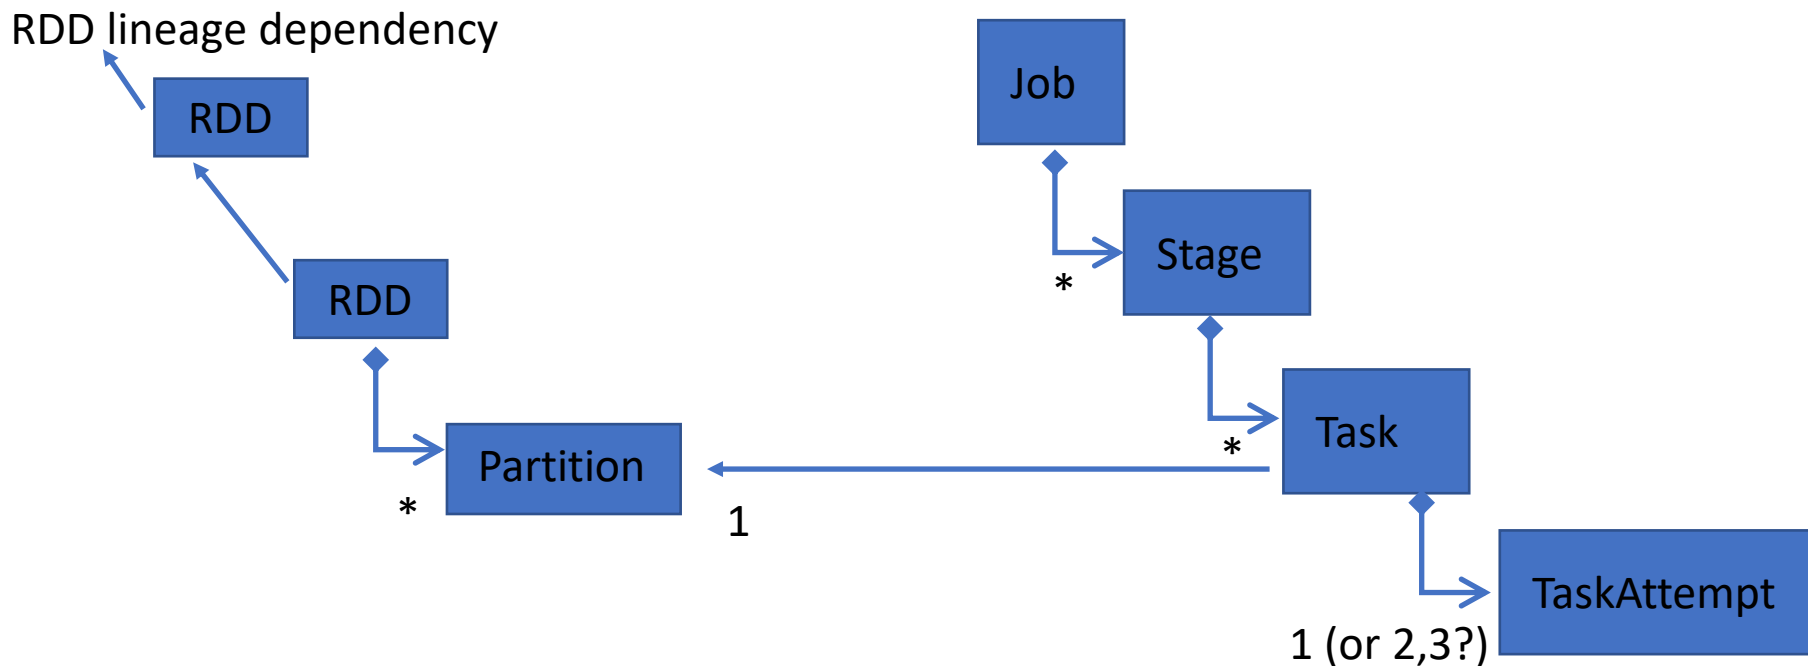 RDD lineage dependency
RDD
RDD
*
Partition
1
Job
*
Stage
*
Task
1 (or 2,3?)
TaskAttempt